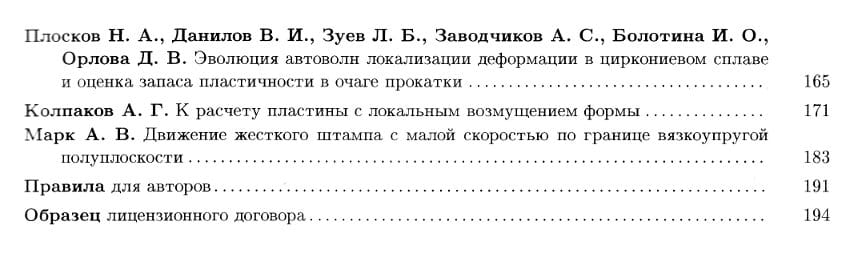 Плосков Н. А., Данилов В. И., Зуев Л. Б., Заводчиков А. С., Болотина И. О.,
Орлова Д. В. Эволюция автоволн локализации деформации в циркониевом сплаве
и оценка запаса пластичности в очаге прокатки ..................................... 165
Колпаков А. Г. К расчету пластины с локальным возмущением формы ............... 171
Марк А. В. Движение жесткого штампа с малой скоростью по границе вязкоупругой
полуплоскости ........................................................................ 183
Правила для авторов..................................................................... 191
Образец лицензионного договора......................................................... 194